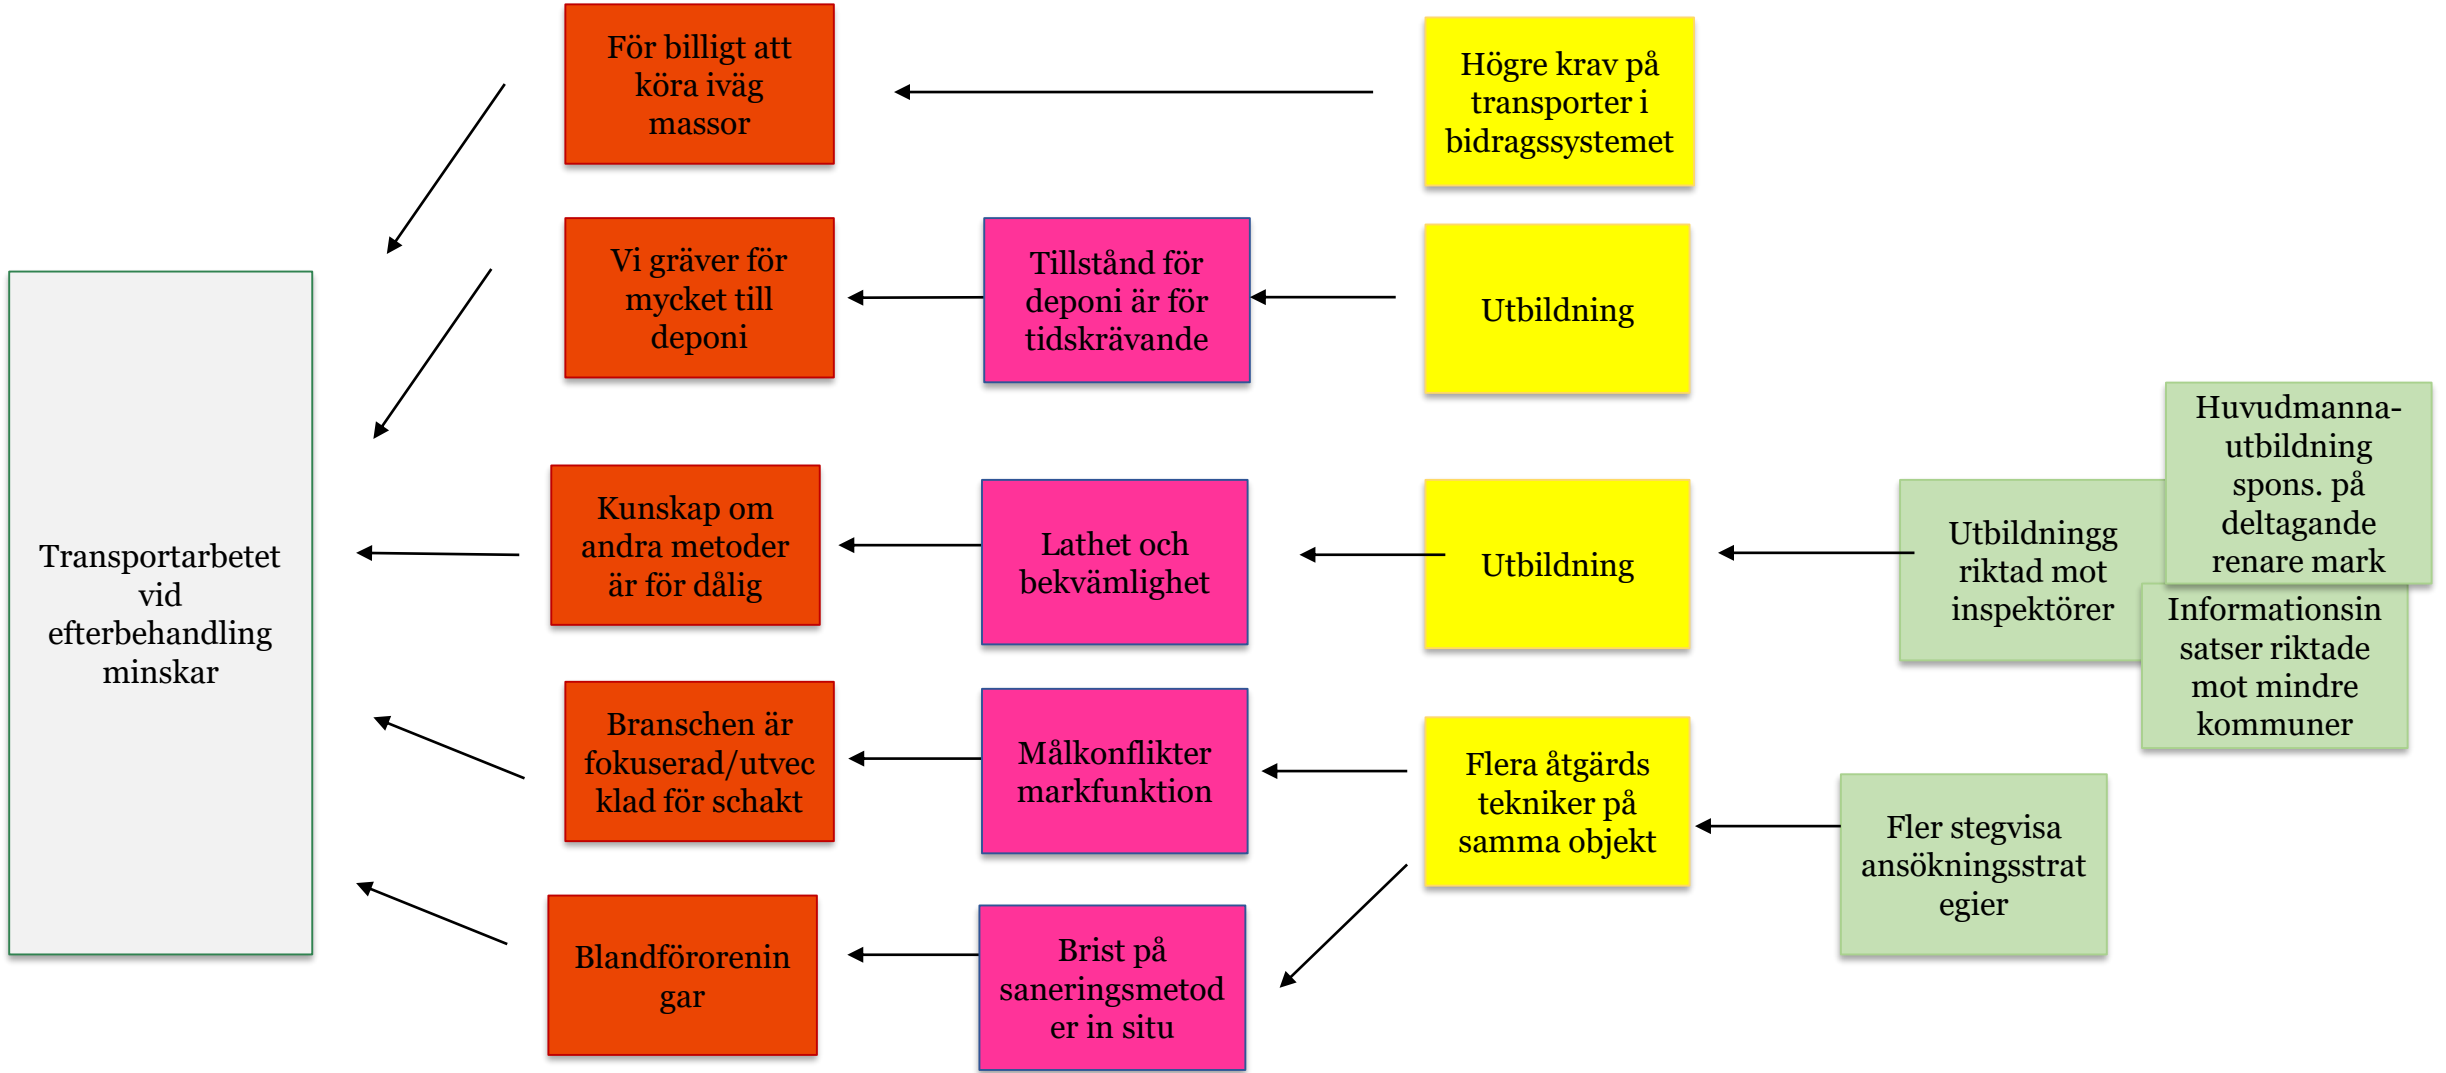 För billigt att
köra iväg
massor
Högre krav på
transporter i
bidragssystemet
Vi gräver för
mycket till
deponi
Tillstånd för
deponi är för
tidskrävande
Utbildning
Transportarbetet
vid
efterbehandling
minskar
Kunskap om
andra metoder
är för dålig
Lathet och
bekvämlighet
Utbildning
Utbildningg
riktad mot
inspektörer
Huvudmanna-
utbildning
spons. på
deltagande
renare mark
Informationsin
satser riktade
mot mindre
kommuner
Branschen är
fokuserad/utvec
klad för schakt
Målkonflikter
markfunktion
Flera åtgärds
tekniker på
samma objekt
Fler stegvisa
ansökningsstrat
egier
Blandförorenin
gar
Brist på
saneringsmetod
er in situ